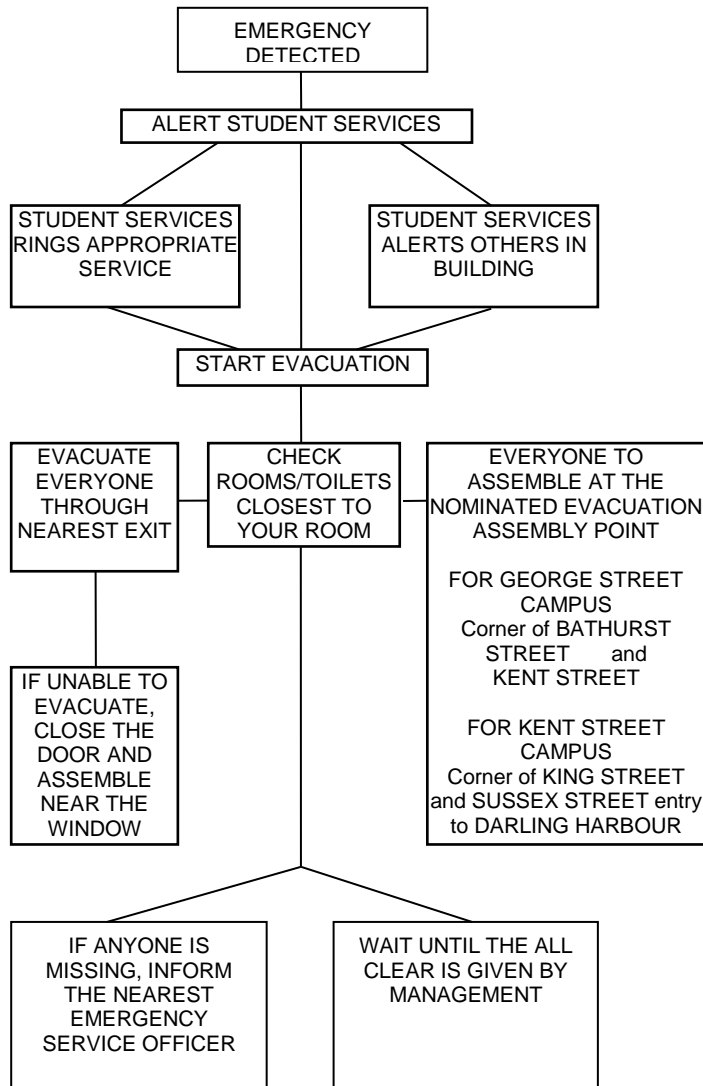 EMERGENCY
DETECTED
ALERT STUDENT SERVICES
STUDENT SERVICES
RINGS APPROPRIATE
SERVICE
STUDENT SERVICES
ALERTS OTHERS IN
BUILDING
START EVACUATION
EVACUATE
EVERYONE
THROUGH
NEAREST EXIT
CHECK
ROOMS/TOILETS
CLOSEST TO
YOUR ROOM
EVERYONE TO
ASSEMBLE AT THE
NOMINATED EVACUATION
ASSEMBLY POINT
FOR GEORGE STREET
CAMPUS
Corner of BATHURST
STREET and
KENT STREET
FOR KENT STREET
CAMPUS
Corner of KING STREET
and SUSSEX STREET entry
to DARLING HARBOUR
IF UNABLE TO
EVACUATE,
CLOSE THE
DOOR AND
ASSEMBLE
NEAR THE
WINDOW
IF ANYONE IS
MISSING, INFORM
THE NEAREST
EMERGENCY
SERVICE OFFICER
WAIT UNTIL THE ALL
CLEAR IS GIVEN BY
MANAGEMENT